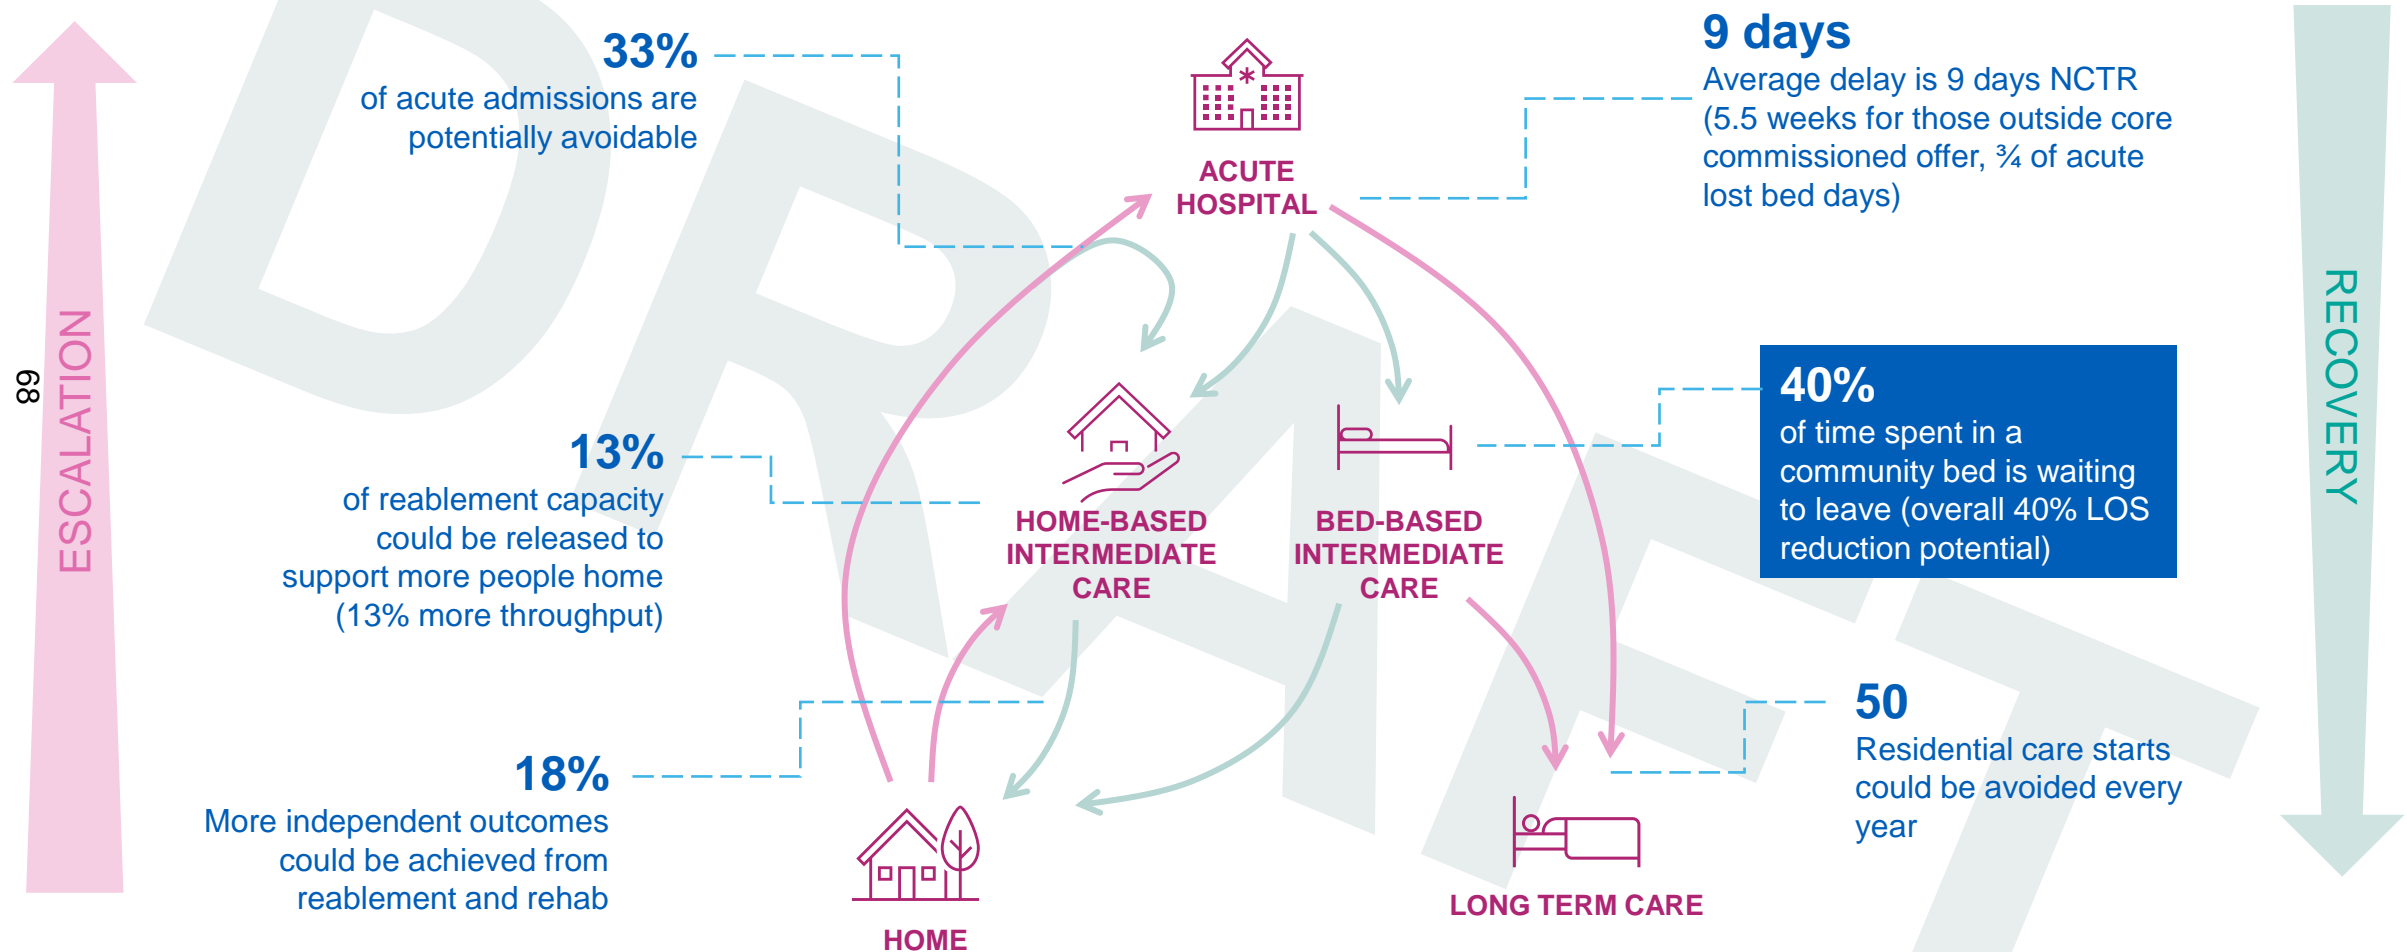 DRAFT
33%
of acute admissions are
potentially avoidable
9 days
Average delay is 9 days NCTR
(5.5 weeks for those outside core
commissioned offer, ¾ of acute
lost bed days)
ACUTE
HOSPITAL
ESCALATION
68
RECOVERY
13%
of reablement capacity
could be released to
support more people home
(13% more throughput)
HOME-BASED
INTERMEDIATE
CARE
BED-BASED
INTERMEDIATE
CARE
40%
of time spent in a
community bed is waiting
to leave (overall 40% LOS
reduction potential)
18%
More independent outcomes
could be achieved from
reablement and rehab
50
Residential care starts
could be avoided every
year
HOME
LONG TERM CARE